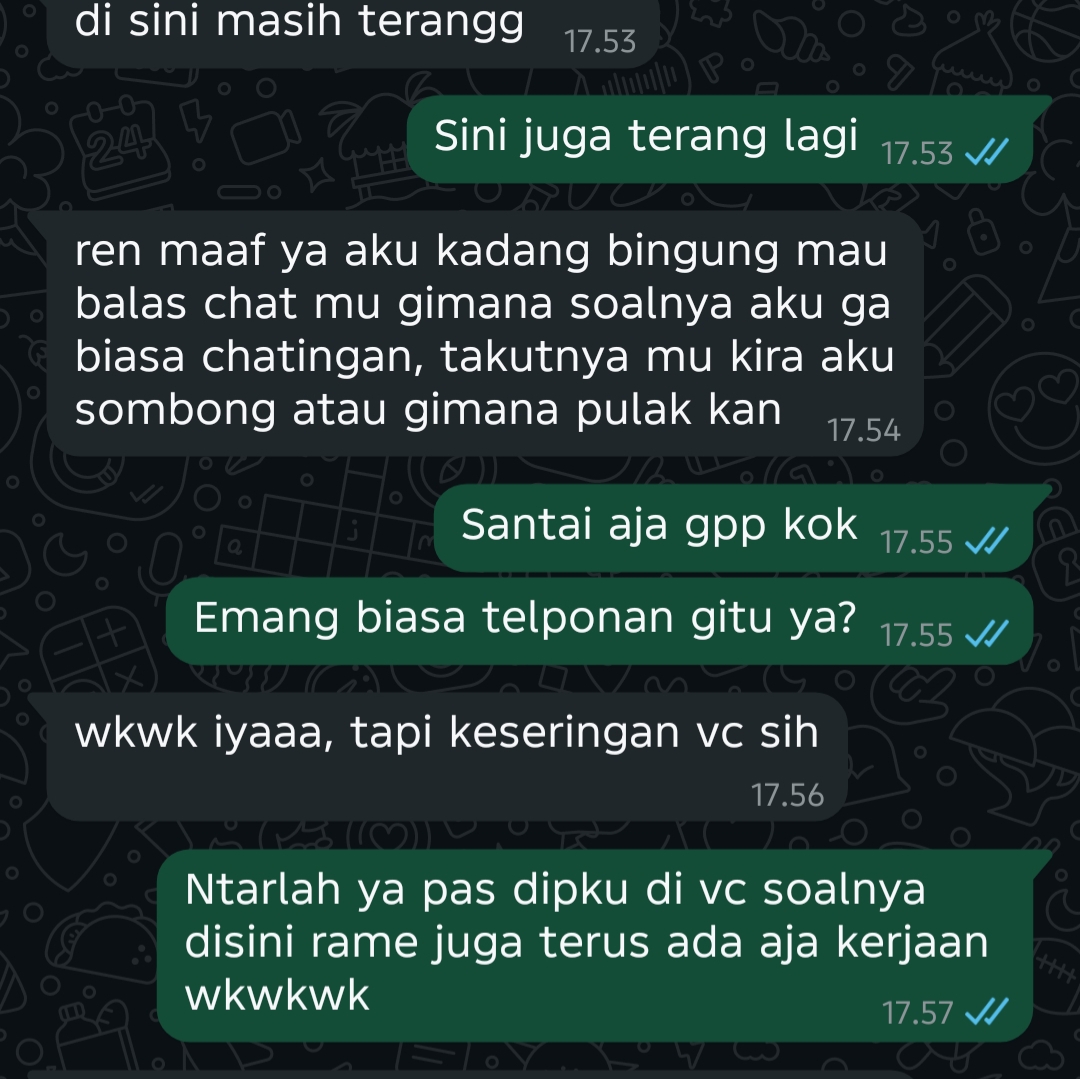 di sini masih terangg 17.53
Sini juga terang lagi 17.53
ren maaf ya aku kadang bingung mau
balas chat mu gimana soalnya aku ga
biasa chatingan, takutnya mu kira aku
sombong atau gimana pulak kan 17.54
Santai aja gpp kok 17.55
Emang biasa telponan gitu ya? 17.55
wkwk iyaaa, tapi keseringan vc sih
17.56
Ntarlah ya pas dipku di vc soalnya
disini rame juga terus ada aja kerjaan
wkwkwk 17.57